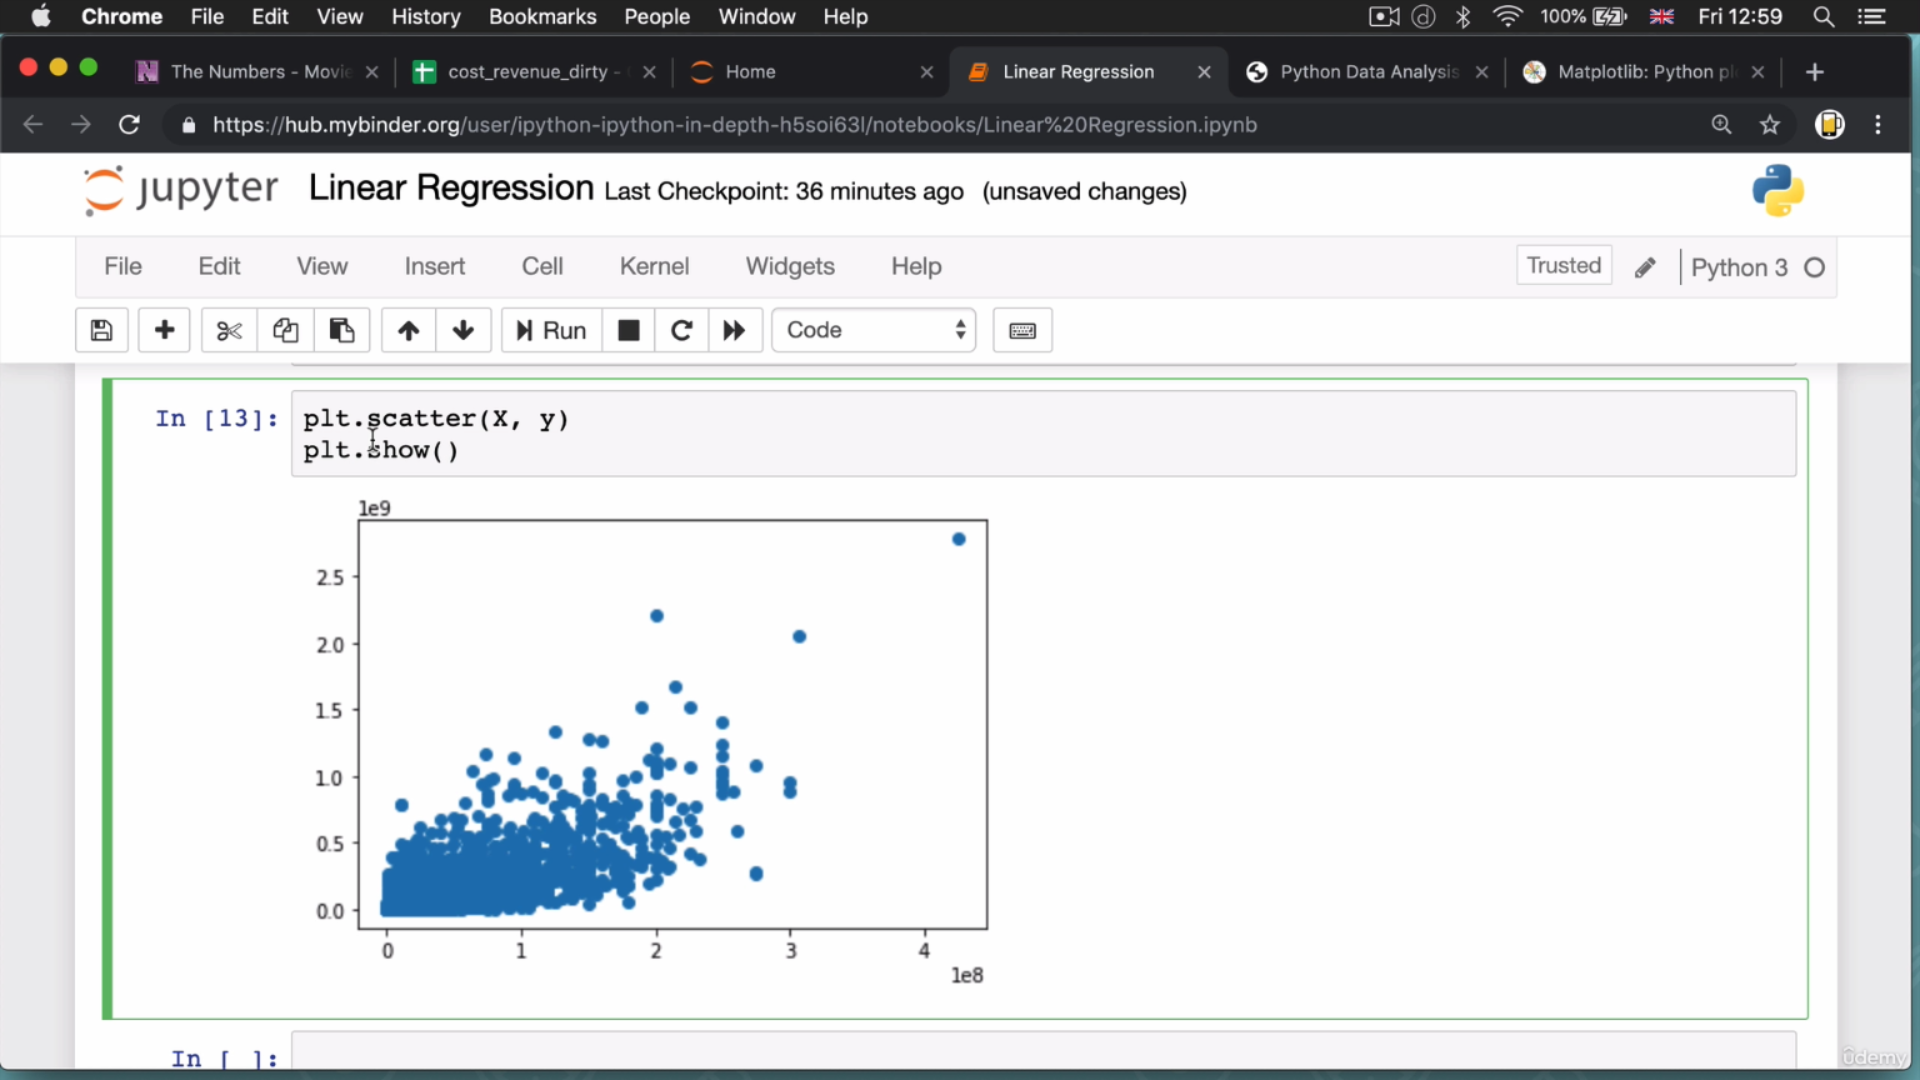 Chrome File Edit View History Bookmarks People Window Help 100% Fri 12:59
The Numbers - Movie cost_revenue_dirty - Home Linear Regression Python Data Analysis Matplotlib: Python pl
https://hub.mybinder.org/user/ipython-ipython-in-depth-h5soi63l/notebooks/Linear%20Regression.ipynb
jupyter Linear Regression Last Checkpoint: 36 minutes ago (unsaved changes)
File Edit View Insert Cell Kernel Widgets Help Trusted Python 3
Run Code
In [13]: plt.scatter(X, y)
plt.show()
1e9
2.5
2.0
1.5
1.0
0.5
0.0
0 1 2 3 4
1e8
In [ ]:
ûdemy